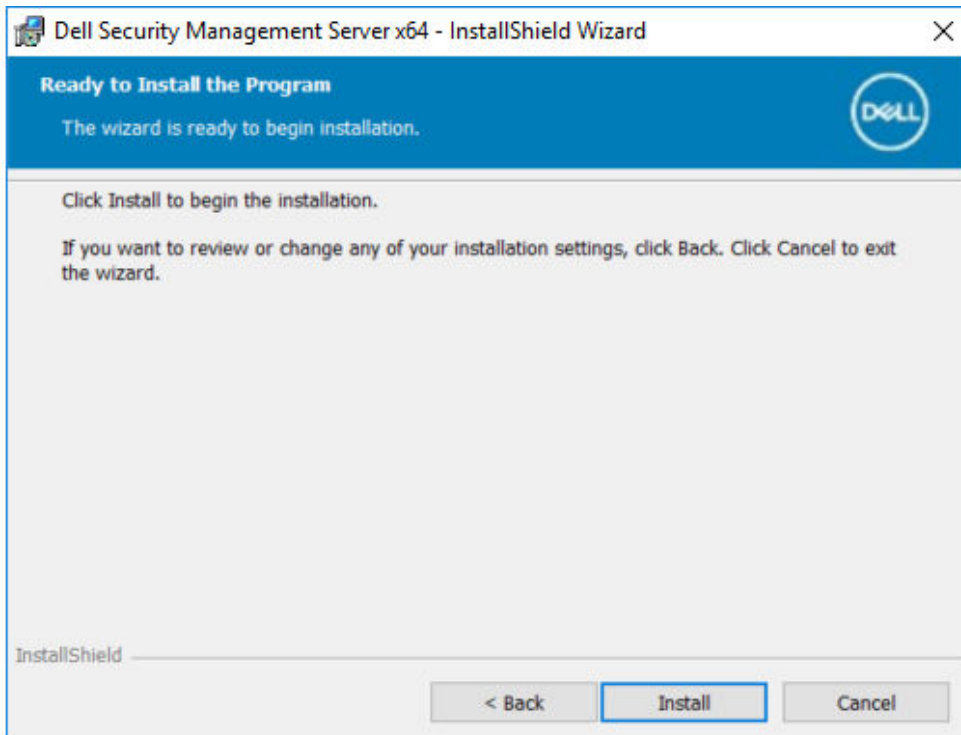 Dell Security Management Server x64 - InstallShield Wizard
Ready to Install the Program
The wizard is ready to begin installation.
DELL
Click Install to begin the installation.
If you want to review or change any of your installation settings, click Back. Click Cancel to exit
the wizard.
InstallShield
< Back
Install
Cancel